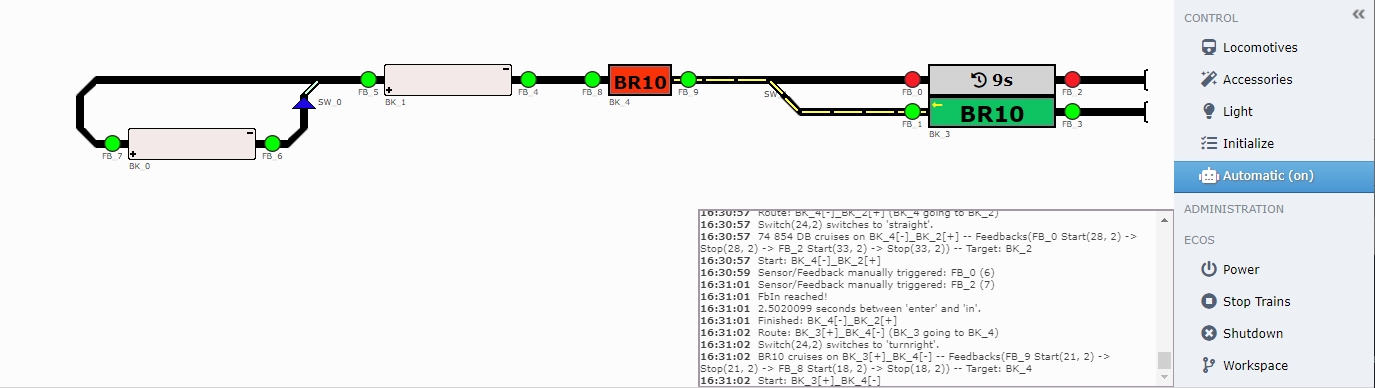 CONTROL
Locomotives
Accessories
Light
Initialize
Automatic (on)
ADMINISTRATION
ECOS
Power
Stop Trains
Shutdown
Workspace
FB_5
BK_1
FB_4
FB_8
BR10
BK_4
FB_9
SW_
FB_0
9s
FB_2
FB_1
BR10
BK_3
FB_3
SW_0
FB_7
BK_0
FB_6
16:30:57 Route: BK_4[-]_BK_2[+] (BK_4 going to BK_2)
16:30:57 Switch(24,2) switches to 'straight'.
16:30:57 74 854 DB cruises on BK_4[-]_BK_2[+] -- Feedbacks(FB_0 Start(28, 2) ->
Stop(28, 2) -> FB_2 Start(33, 2) -> Stop(33, 2)) -- Target: BK_2
16:30:57 Start: BK_4[-]_BK_2[+]
16:30:59 Sensor/Feedback manually triggered: FB_0 (6)
16:31:01 Sensor/Feedback manually triggered: FB_2 (7)
16:31:01 FbIn reached!
16:31:01 2.5020099 seconds between 'enter' and 'in'.
16:31:01 Finished: BK_4[-]_BK_2[+]
16:31:02 Route: BK_3[+]_BK_4[-] (BK_3 going to BK_4)
16:31:02 Switch(24,2) switches to 'turnright'.
16:31:02 BR10 cruises on BK_3[+]_BK_4[-] -- Feedbacks(FB_9 Start(21, 2) ->
Stop(21, 2) -> FB_8 Start(18, 2) -> Stop(18, 2)) -- Target: BK_4
16:31:02 Start: BK_3[+]_BK_4[-]